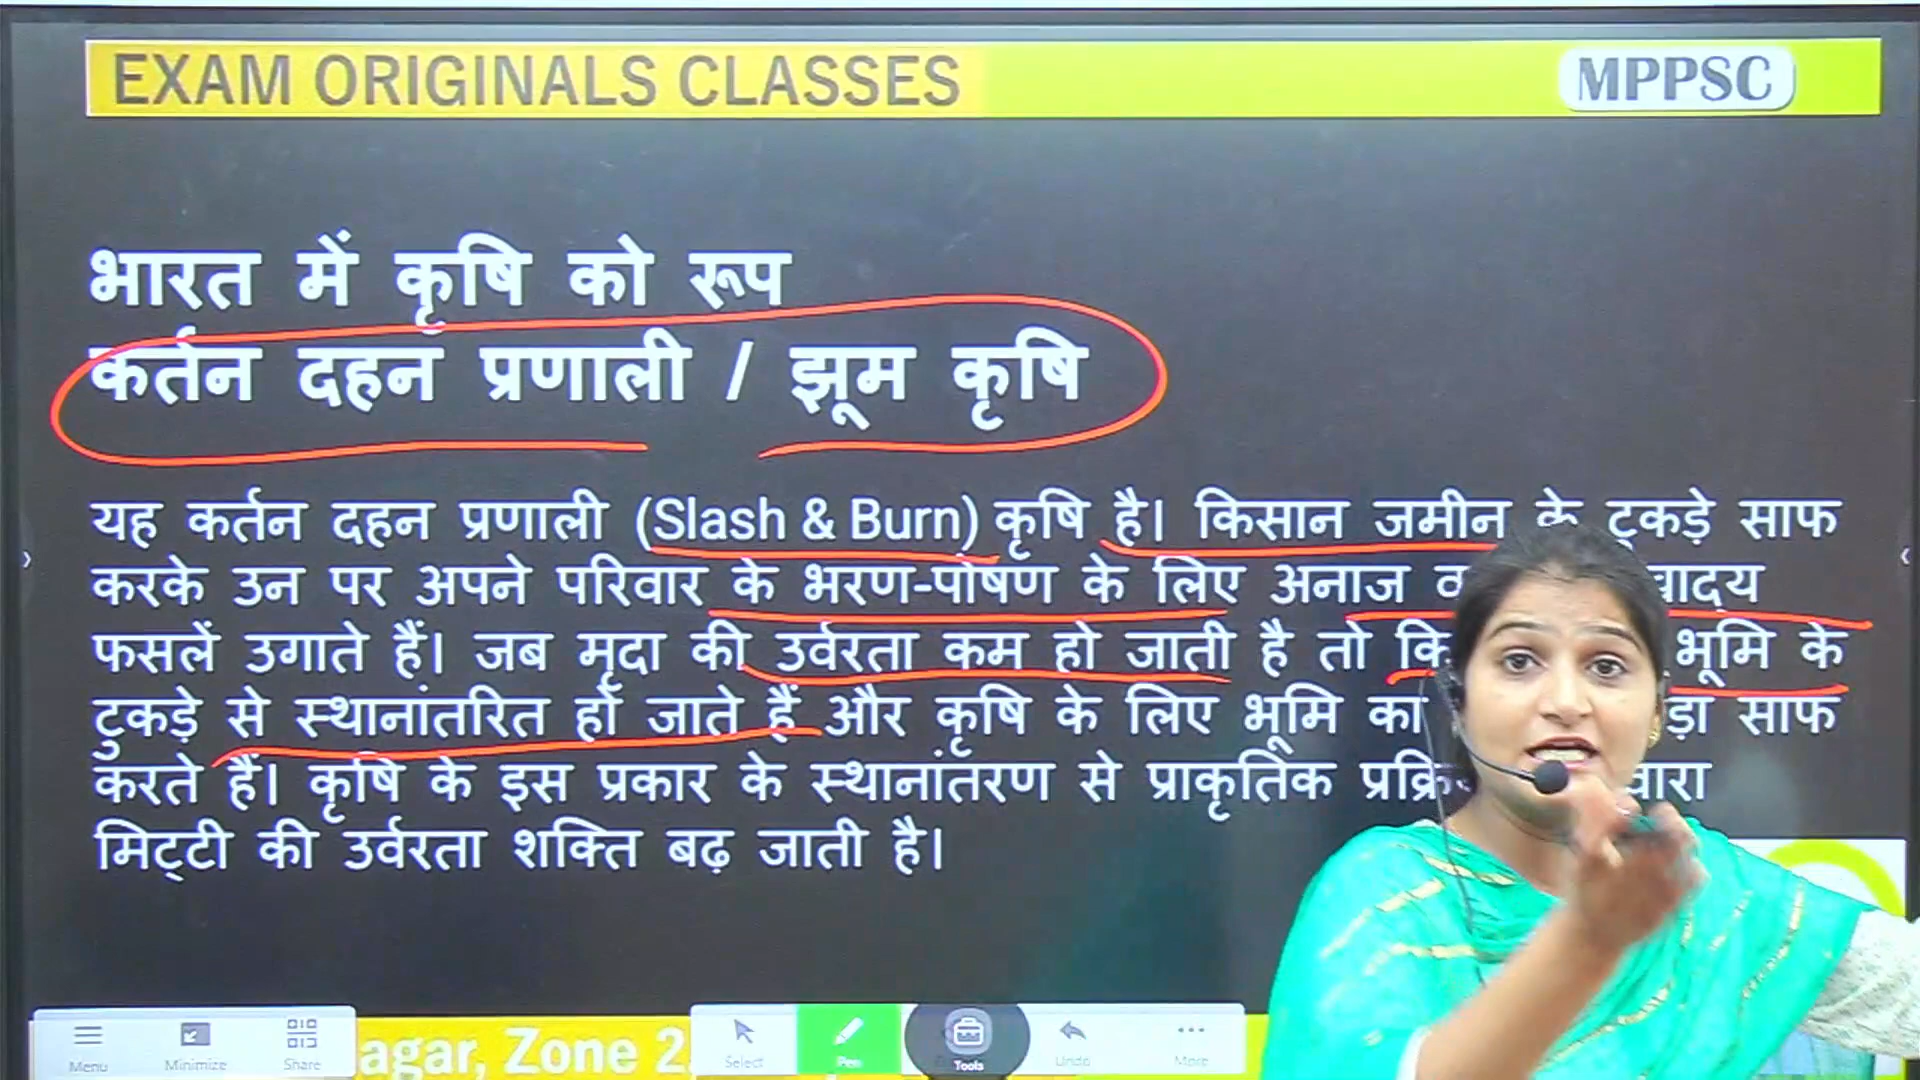 EXAM ORIGINALS CLASSES
MPPSC
भारत में कृषि को रूप
कर्तन दहन प्रणाली / झूम कृषि
यह कर्तन दहन प्रणाली (Slash & Burn) कृषि है। किसान जमीन के टुकड़े साफ
करके उन पर अपने परिवार के भरण-पोषण के लिए अनाज
फसलें उगाते हैं। जब मृदा की उर्वरता कम हो जाती है तो भूमि के
टुकड़े से स्थानांतरित हो जाते हैं और कृषि के लिए भूमि का साफ
करते हैं। कृषि के इस प्रकार के स्थानांतरण से प्राकृतिक
मिट्टी की उर्वरता शक्ति बढ़ जाती है।
Menu Minimize Share Zone 2 Select Pen Tools Undo More